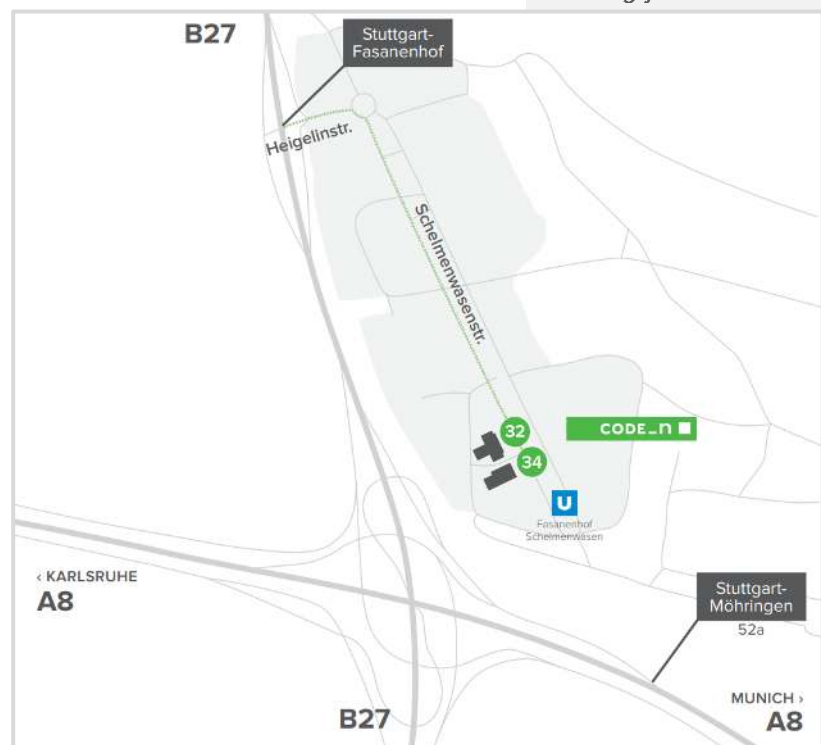 B27
Stuttgart-
Fasanenhof
Heigelinstr.
Schelmenwasenstr.
32
CODE_n
34
U
Fasanenhof
Schelmenwasen
‹ KARLSRUHE
A8
Stuttgart-
Möhringen
52a
MUNICH ›
A8
B27